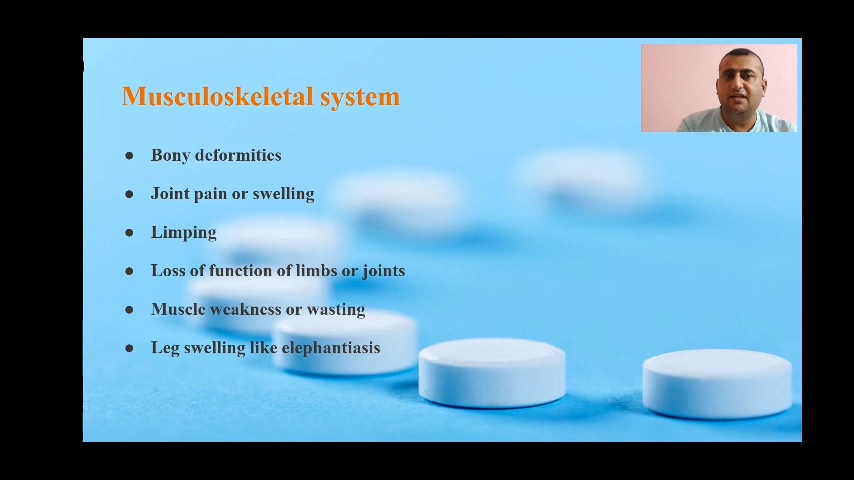 Musculoskeletal system
● Bony deformities
● Joint pain or swelling
● Limping
● Loss of function of limbs or joints
● Muscle weakness or wasting
● Leg swelling like elephantiasis